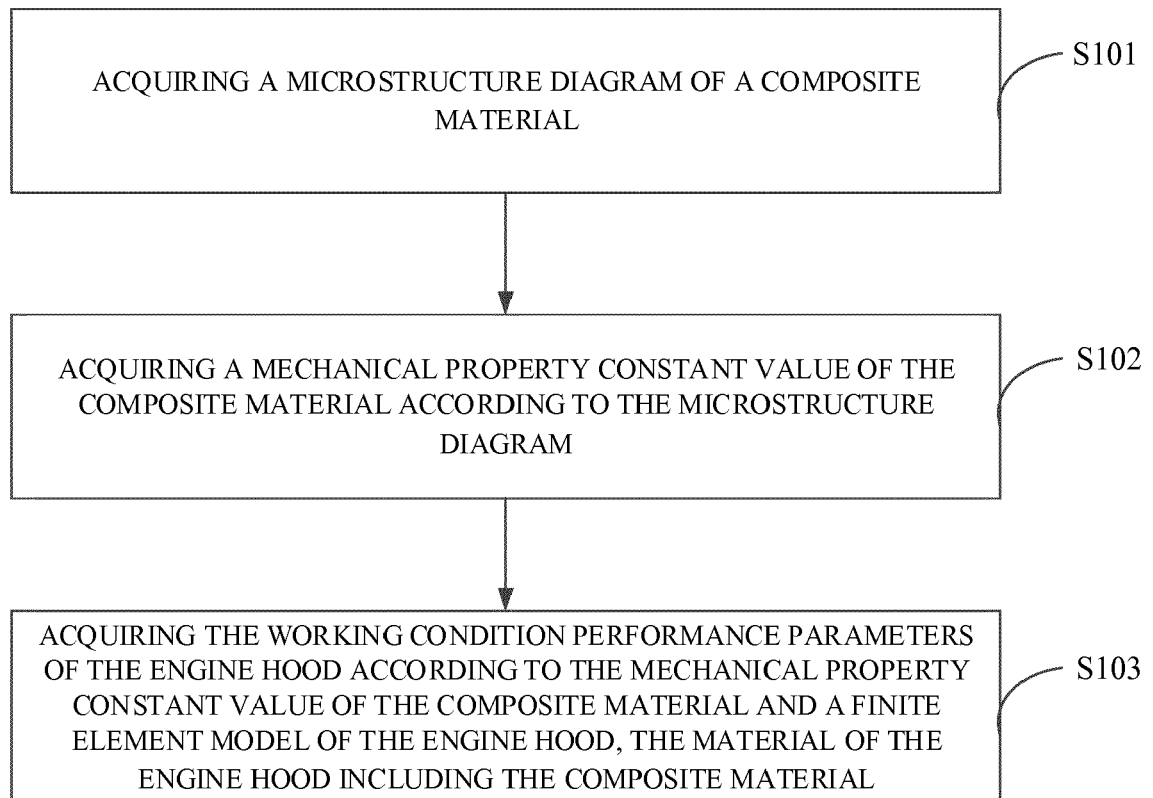 ACQUIRING A MICROSTRUCTURE DIAGRAM OF A COMPOSITE
MATERIAL
S101
ACQUIRING A MECHANICAL PROPERTY CONSTANT VALUE OF THE
COMPOSITE MATERIAL ACCORDING TO THE MICROSTRUCTURE
DIAGRAM
S102
ACQUIRING THE WORKING CONDITION PERFORMANCE PARAMETERS
OF THE ENGINE HOOD ACCORDING TO THE MECHANICAL PROPERTY
CONSTANT VALUE OF THE COMPOSITE MATERIAL AND A FINITE
ELEMENT MODEL OF THE ENGINE HOOD, THE MATERIAL OF THE
ENGINE HOOD INCLUDING THE COMPOSITE MATERIAL
S103